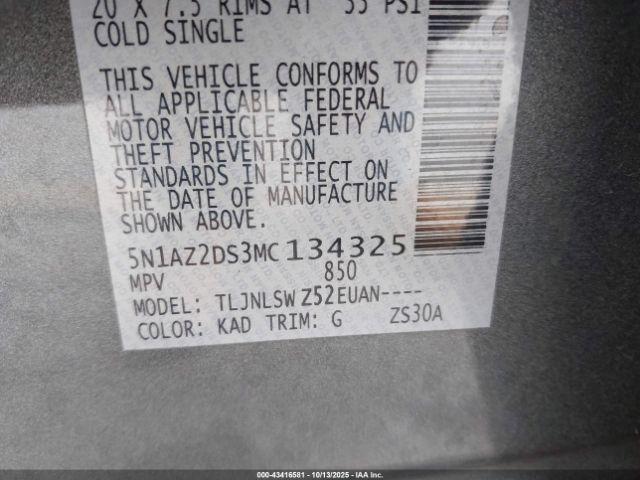 20 X 7.5 RIMS AT 35 PSI
COLD SINGLE
THIS VEHICLE CONFORMS TO
ALL APPLICABLE FEDERAL
MOTOR VEHICLE SAFETY AND
THEFT PREVENTION
STANDARDS IN EFFECT ON
THE DATE OF MANUFACTURE
SHOWN ABOVE.
5N1AZ2DS3MC134325
MPV 850
MODEL: TLJNLSW Z52EUAN----
COLOR: KAD TRIM: G ZS30A
000-43416581 - 10/13/2025 - IAA Inc.